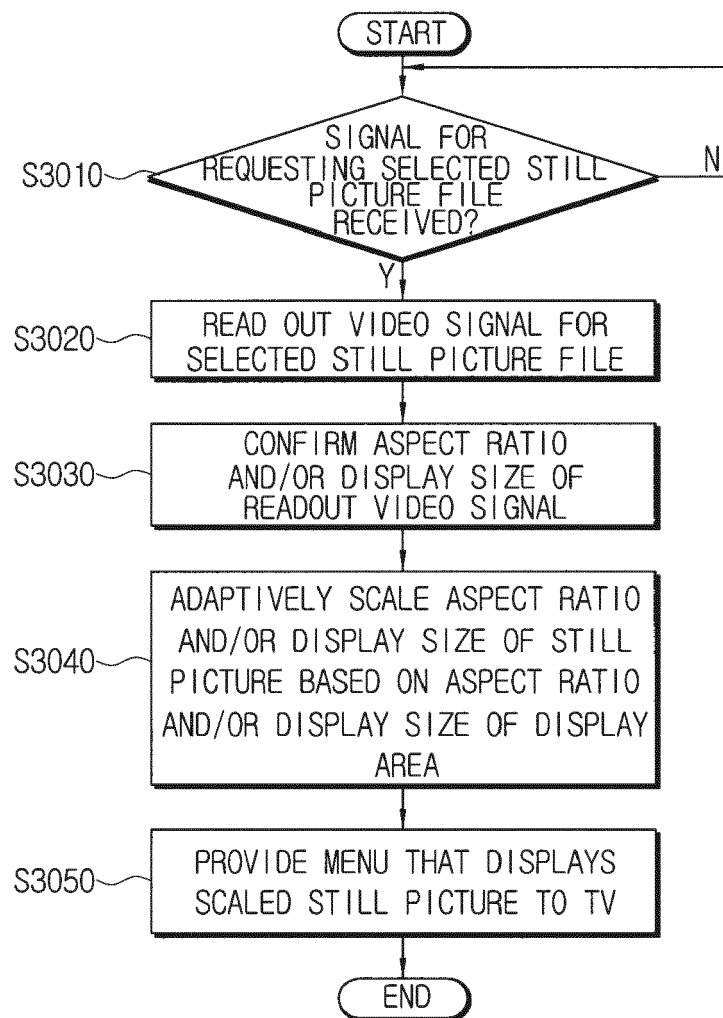 START
SIGNAL FOR
REQUESTING SELECTED STILL
PICTURE FILE
RECEIVED?
S3010
N
Y
S3020
READ OUT VIDEO SIGNAL FOR
SELECTED STILL PICTURE FILE
S3030
CONFIRM ASPECT RATIO
AND/OR DISPLAY SIZE OF
READOUT VIDEO SIGNAL
S3040
ADAPTIVELY SCALE ASPECT RATIO
AND/OR DISPLAY SIZE OF STILL
PICTURE BASED ON ASPECT RATIO
AND/OR DISPLAY SIZE OF DISPLAY
AREA
S3050
PROVIDE MENU THAT DISPLAYS
SCALED STILL PICTURE TO TV
END